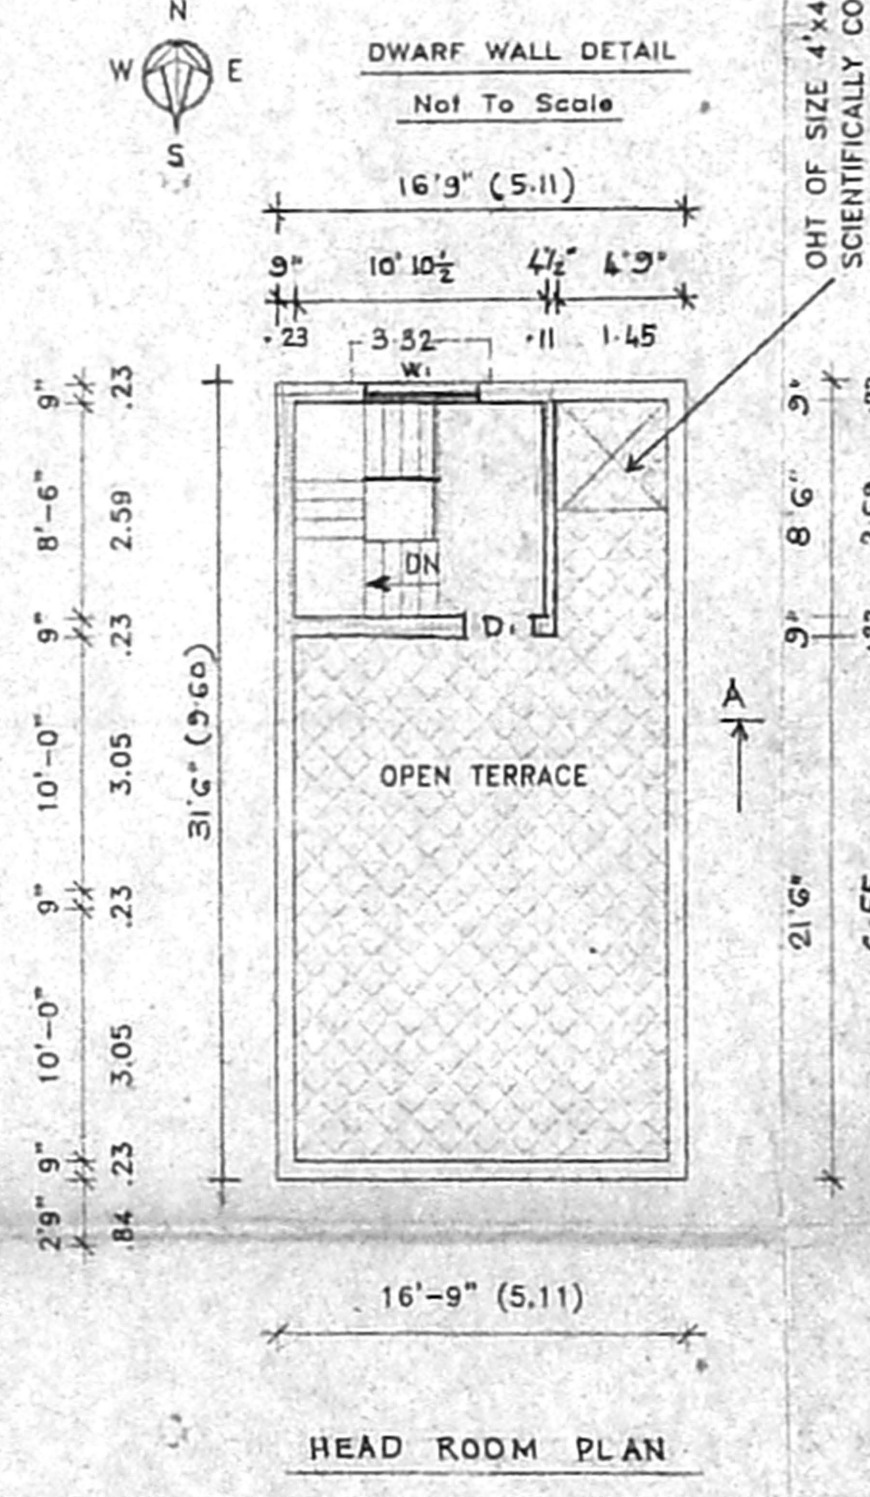 N
W E
S
DWARF WALL DETAIL
Not To Scale
OHT OF SIZE 4'x4
SCIENTIFICALLY CO
16'9" (5.11)
9" 10'10½ 4½" 4'9"
.23 3.32 .11 1.45
W1
9" .23
8'-6" 2.59
9" .23
10'-0" 3.05
9" .23
10'-0" 3.05
9" .23
2'9" .84
31'6" (9.60)
DN
D1
OPEN TERRACE
A
9"
8'6"
9"
21'6"
16'-9" (5.11)
HEAD ROOM PLAN